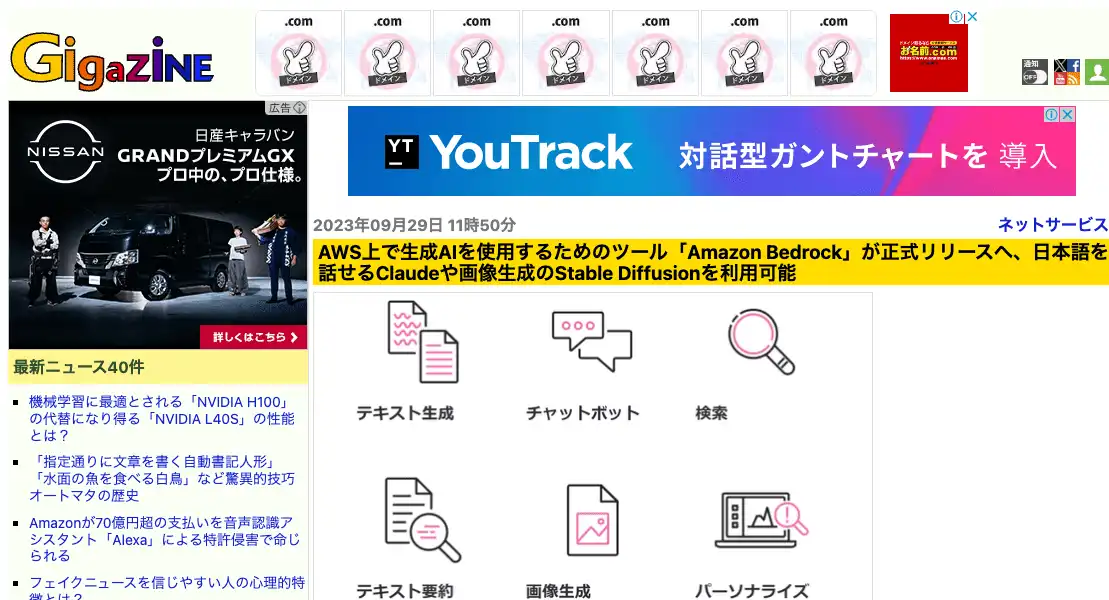 GigaZiNE
.com
.com
.com
.com
.com
.com
.com
ドメイン
ドメイン
ドメイン
ドメイン
ドメイン
ドメイン
ドメイン
お名前.com
https://www.onamae.com
通知
OFF
広告
NISSAN
日産キャラバン
GRANDプレミアムGX
プロ中の、プロ仕様。
詳しくはこちら
YT
YouTrack 対話型ガントチャートを 導入
2023年09月29日 11時50分
ネットサービス
AWS上で生成AIを使用するためのツール「Amazon Bedrock」が正式リリースへ、日本語を
話せるClaudeや画像生成のStable Diffusionを利用可能
テキスト生成
チャットボット
検索
テキスト要約
画像生成
パーソナライズ
最新ニュース40件
機械学習に最適とされる「NVIDIA H100」
の代替になり得る「NVIDIA L40S」の性能
とは？
「指定通りに文章を書く自動書記人形」
「水面の魚を食べる白鳥」など驚異的技巧
オートマタの歴史
Amazonが70億円超の支払いを音声認識ア
シスタント「Alexa」による特許侵害で命じ
られる
フェイクニュースを信じやすい人の心理的特
徴とは？